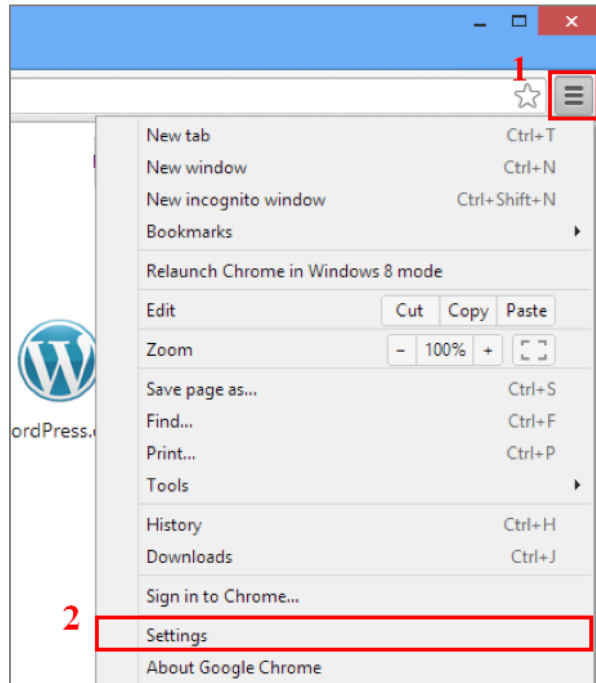 1
New tab Ctrl+T
New window Ctrl+N
New incognito window Ctrl+Shift+N
Bookmarks
Relaunch Chrome in Windows 8 mode
Edit Cut Copy Paste
Zoom - 100% +
Save page as... Ctrl+S
Find... Ctrl+F
ordPress.
Print... Ctrl+P
Tools
History Ctrl+H
Downloads Ctrl+J
Sign in to Chrome...
2 Settings
About Google Chrome